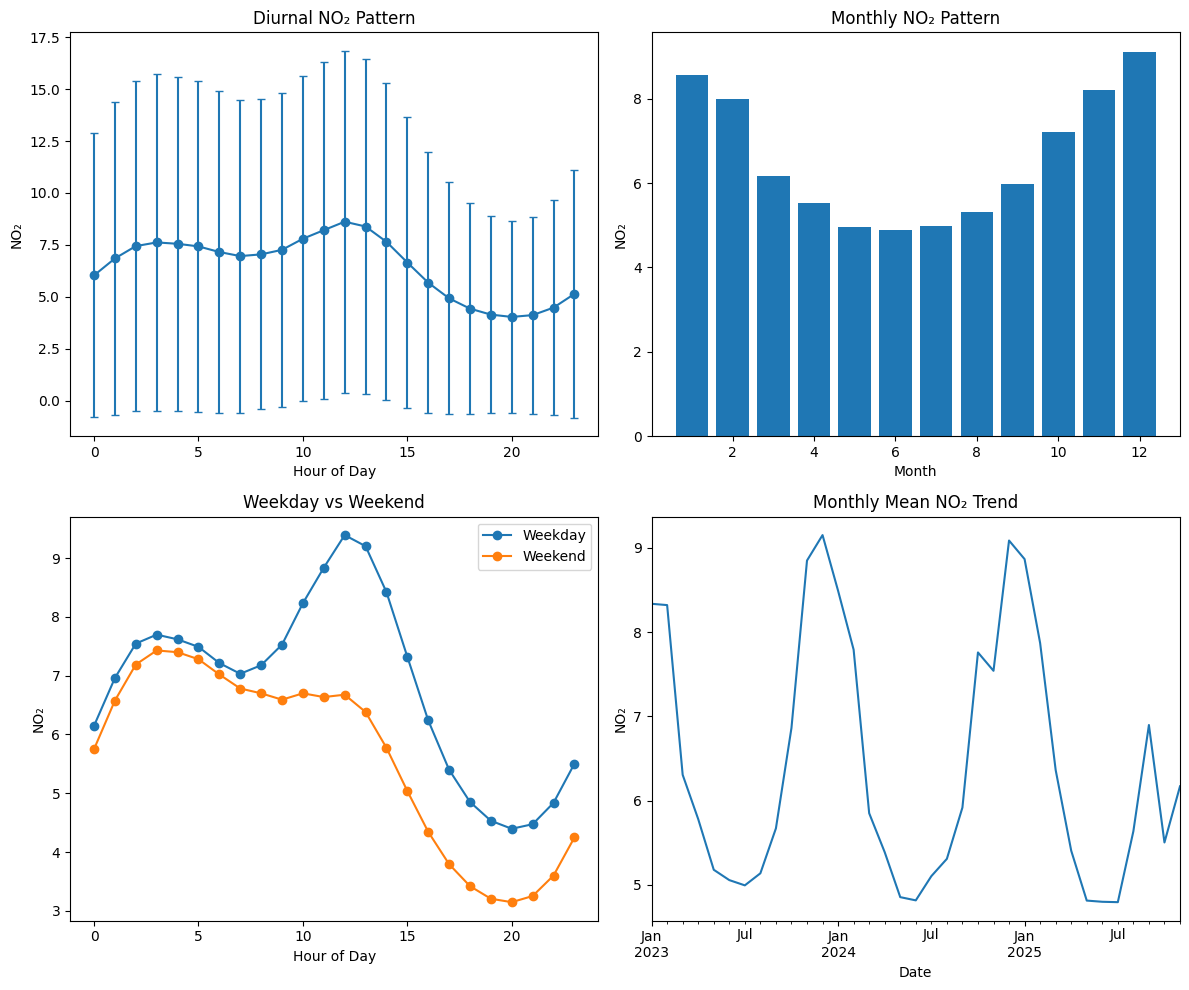 Diurnal NO₂ Pattern
17.5
15.0
12.5
10.0
7.5
5.0
2.5
0.0
NO₂
0 5 10 15 20
Hour of Day
Monthly NO₂ Pattern
8
6
4
2
0
NO₂
2 4 6 8 10 12
Month
Weekday vs Weekend
Weekday
Weekend
9
8
7
6
5
4
3
NO₂
0 5 10 15 20
Hour of Day
Monthly Mean NO₂ Trend
9
8
7
6
5
NO₂
Jan Jul Jan Jul Jan Jul
2023 2024 2025
Date